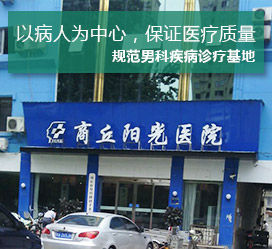 以病人为中心，保证医疗质量
规范男科疾病诊疗基地
商丘阳光医院